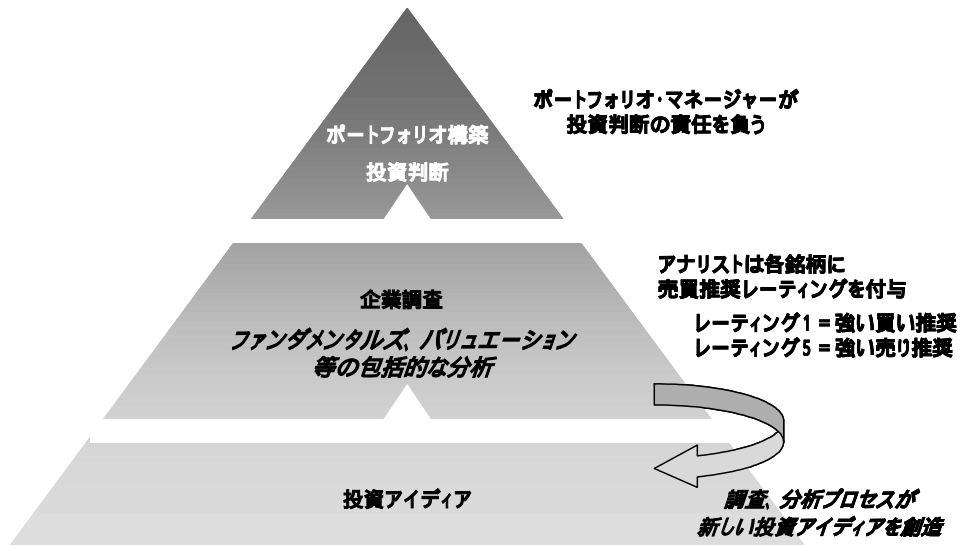 ポートフォリオ構築
投資判断
ポートフォリオ・マネージャーが
投資判断の責任を負う
企業調査
ファンダメンタルズ、バリュエーション
等の包括的な分析
アナリストは各銘柄に
売買推奨レーティングを付与
レーティング1=強い買い推奨
レーティング5=強い売り推奨
投資アイディア
調査、分析プロセスが
新しい投資アイディアを創造